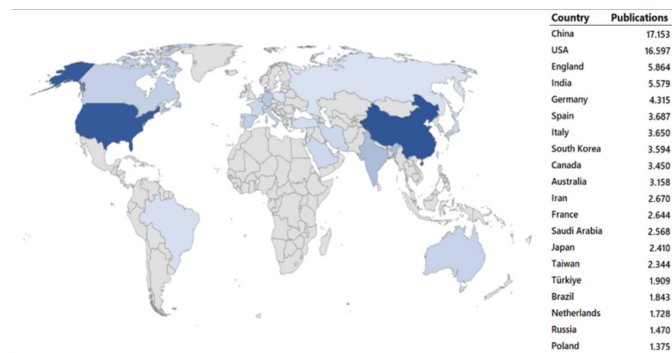 Country Publications
China 17.153
USA 16.597
England 5.864
India 5.579
Germany 4.315
Spain 3.687
Italy 3.650
South Korea 3.594
Canada 3.450
Australia 3.158
Iran 2.670
France 2.644
Saudi Arabia 2.568
Japan 2.410
Taiwan 2.344
Türkiye 1.909
Brazil 1.843
Netherlands 1.728
Russia 1.470
Poland 1.375